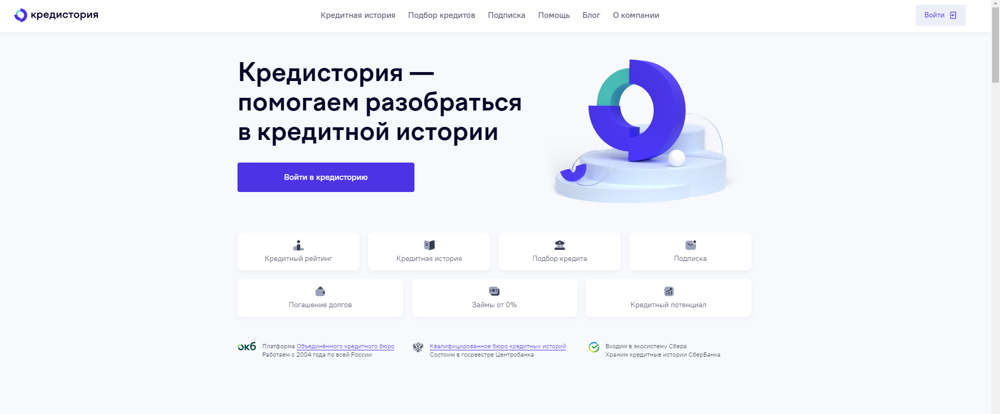 кредистория
Кредитная история
Подбор кредитов
Подписка
Помощь
Блог
О компании
Войти
Кредистория —
помогаем разобраться
в кредитной истории
Войти в кредисторию
Кредитный рейтинг
Кредитная история
Подбор кредита
Подписка
Погашение долгов
Займы от 0%
Кредитный потенциал
окб
Платформа Объединённого кредитного бюро
Работаем с 2004 года по всей России
Квалифицированное бюро кредитных историй
Состоим в госреестре Центробанка
Входим в экосистему Сбера
Храним кредитные истории СберБанка